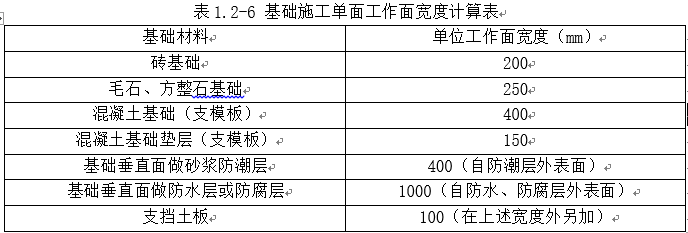 表1.2-6 基础施工单面工作面宽度计算表
基础材料 单位工作面宽度（mm）
砖基础 200
毛石、方整石基础 250
混凝土基础（支模板） 400
混凝土基础垫层（支模板） 150
基础垂直面做砂浆防潮层 400（自防潮层外表面）
基础垂直面做防水层或防腐层 1000（自防水、防腐层外表面）
支挡土板 100（在上述宽度外另加）